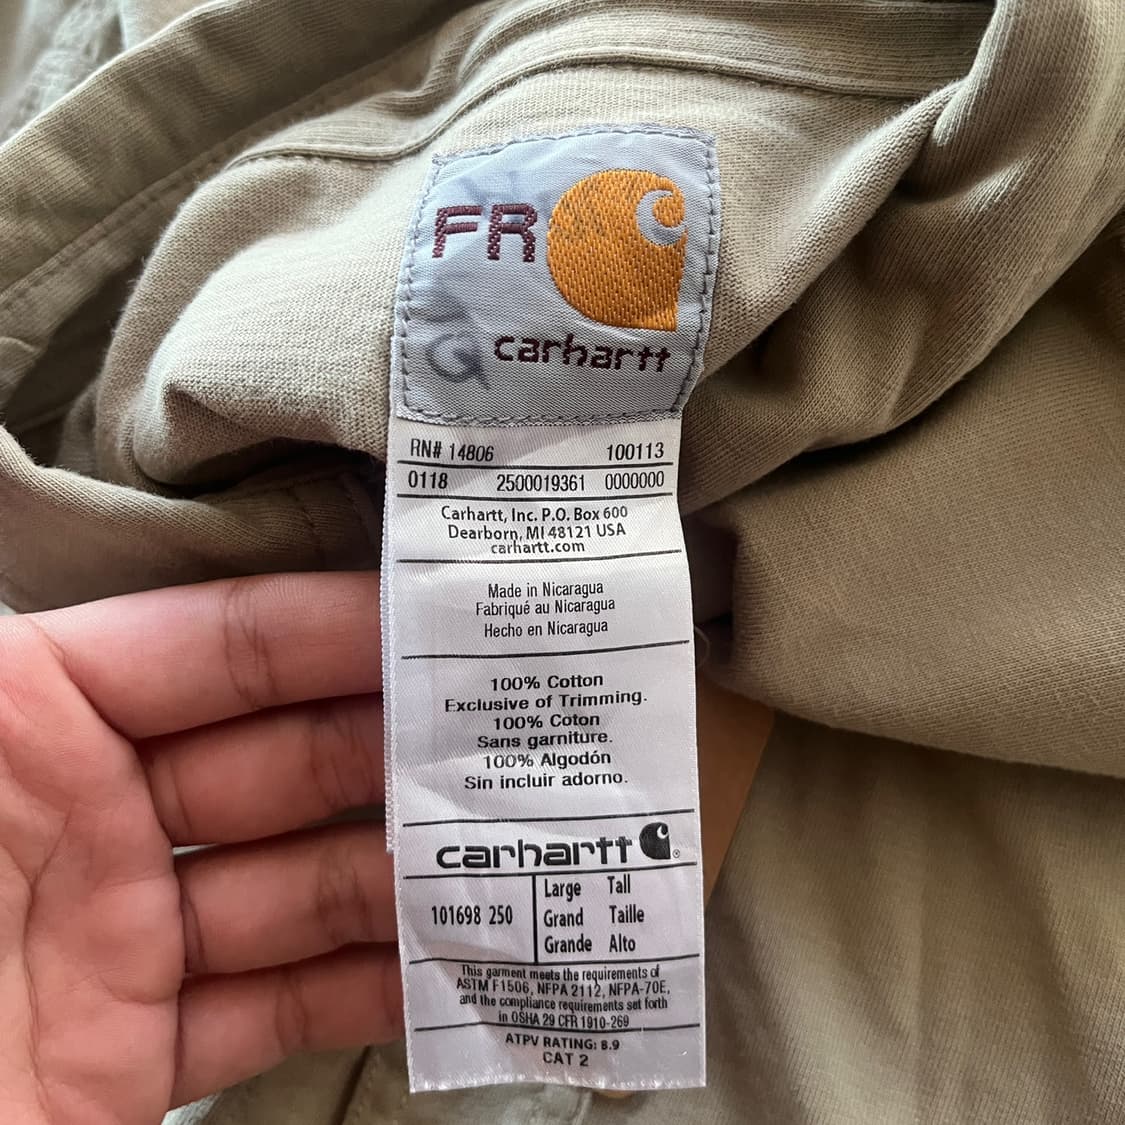 FR
carhartt
RN# 14806 100113
0118 2500019361 0000000
Carhartt, Inc. P.O. Box 600
Dearborn, MI 48121 USA
carhartt.com
Made in Nicaragua
Fabriqué au Nicaragua
Hecho en Nicaragua
100% Cotton
Exclusive of Trimming.
100% Coton
Sans garniture.
100% Algodón
Sin incluir adorno.
carhartt ®
101698 250
Large Tall
Grand Taille
Grande Alto
This garment meets the requirements of
ASTM F1506, NFPA 2112, NFPA-70E,
and the compliance requirements set forth
in OSHA 29 CFR 1910-269
ATPV RATING: 8.9
CAT 2